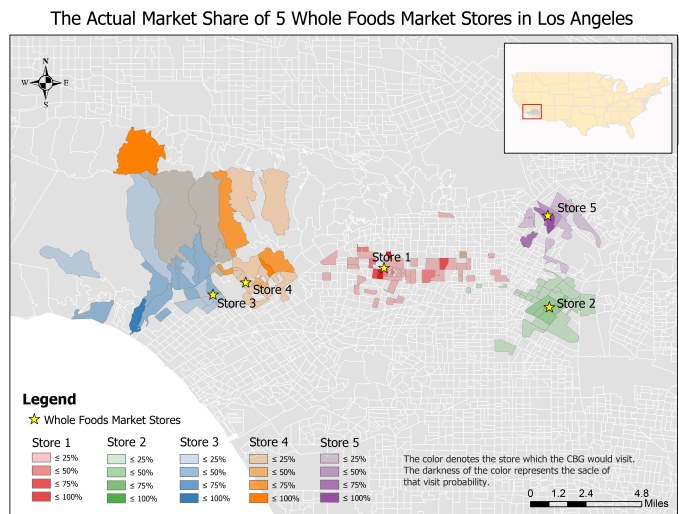 The Actual Market Share of 5 Whole Foods Market Stores in Los Angeles
N
W E
S
Store 5
Store 1
Store 4
Store 3
Store 2
Legend
Whole Foods Market Stores
Store 1 Store 2 Store 3 Store 4 Store 5
≤ 25% ≤ 25% ≤ 25% ≤ 25% ≤ 25%
≤ 50% ≤ 50% ≤ 50% ≤ 50% ≤ 50%
≤ 75% ≤ 75% ≤ 75% ≤ 75% ≤ 75%
≤ 100% ≤ 100% ≤ 100% ≤ 100% ≤ 100%
The color denotes the store which the CBG would visit.
The darkness of the color represents the sacle of
that visit probability.
0 1.2 2.4 4.8
Miles